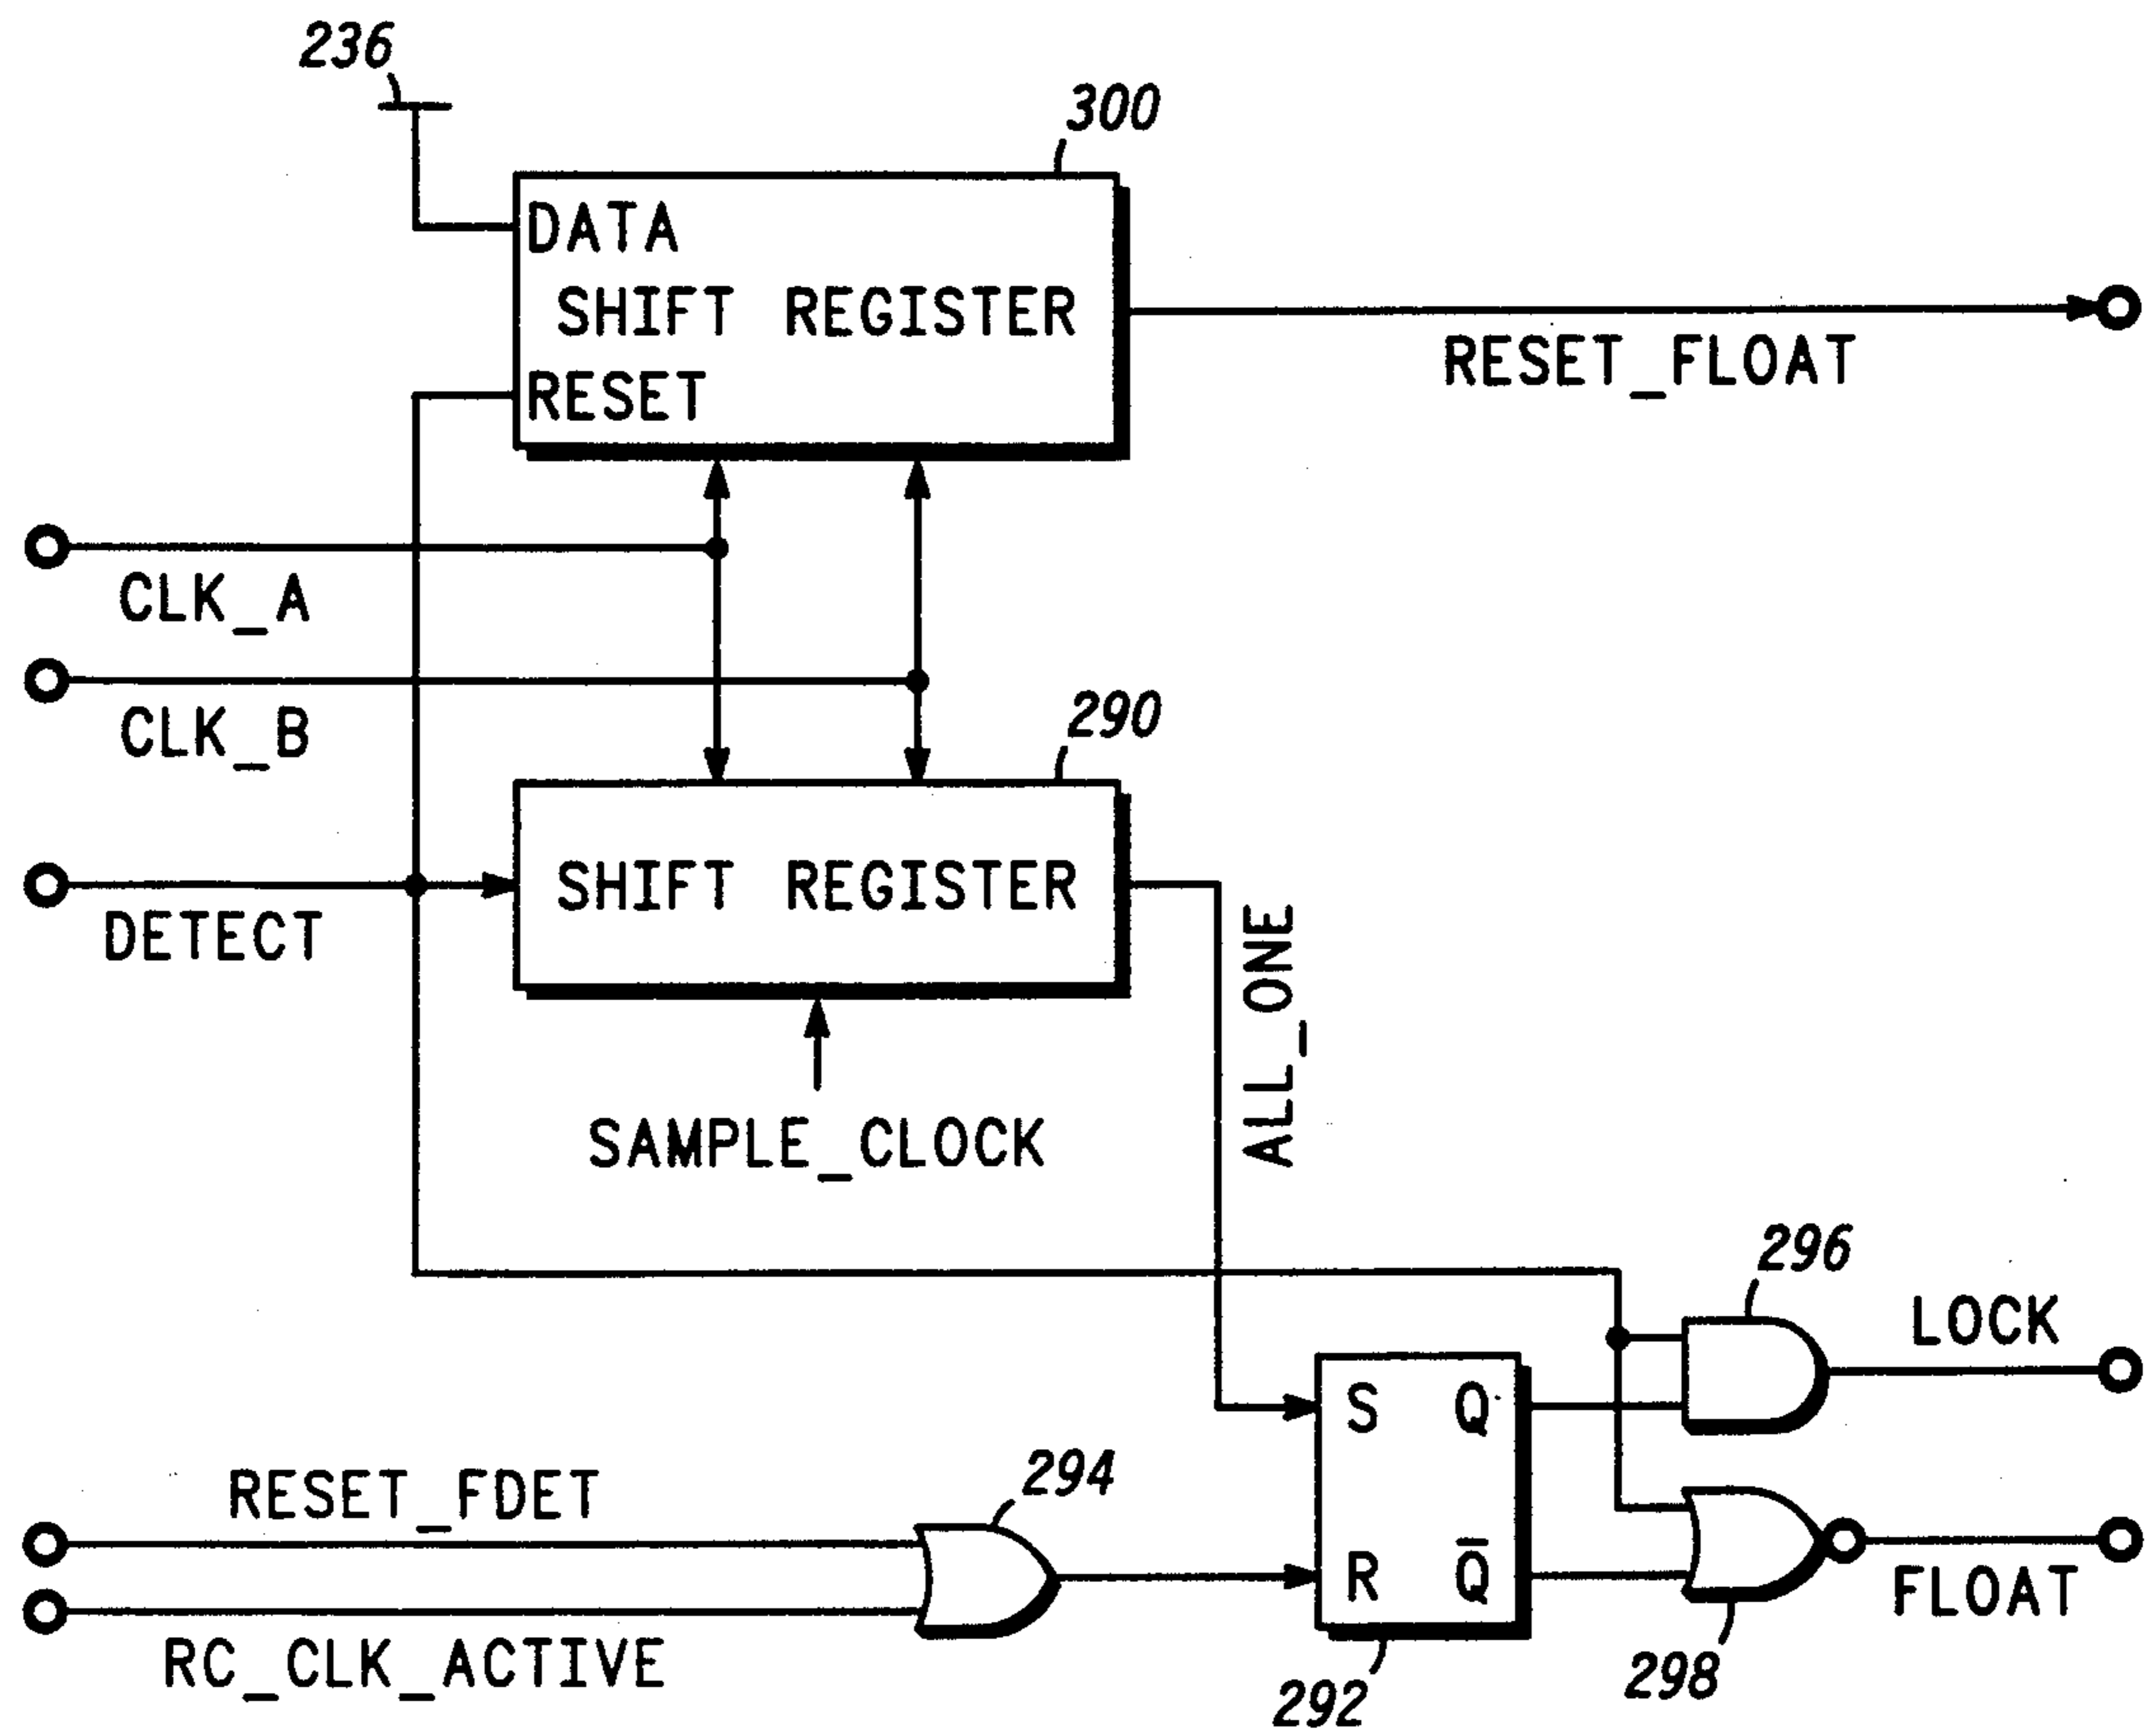 236
300
DATA
SHIFT REGISTER
RESET
RESET_FLOAT
CLK_A
CLK_B
290
SHIFT REGISTER
DETECT
ALL_ONE
SAMPLE_CLOCK
296
LOCK
S Q
294
RESET_FDET
R Q̅
FLOAT
RC_CLK_ACTIVE
292
298